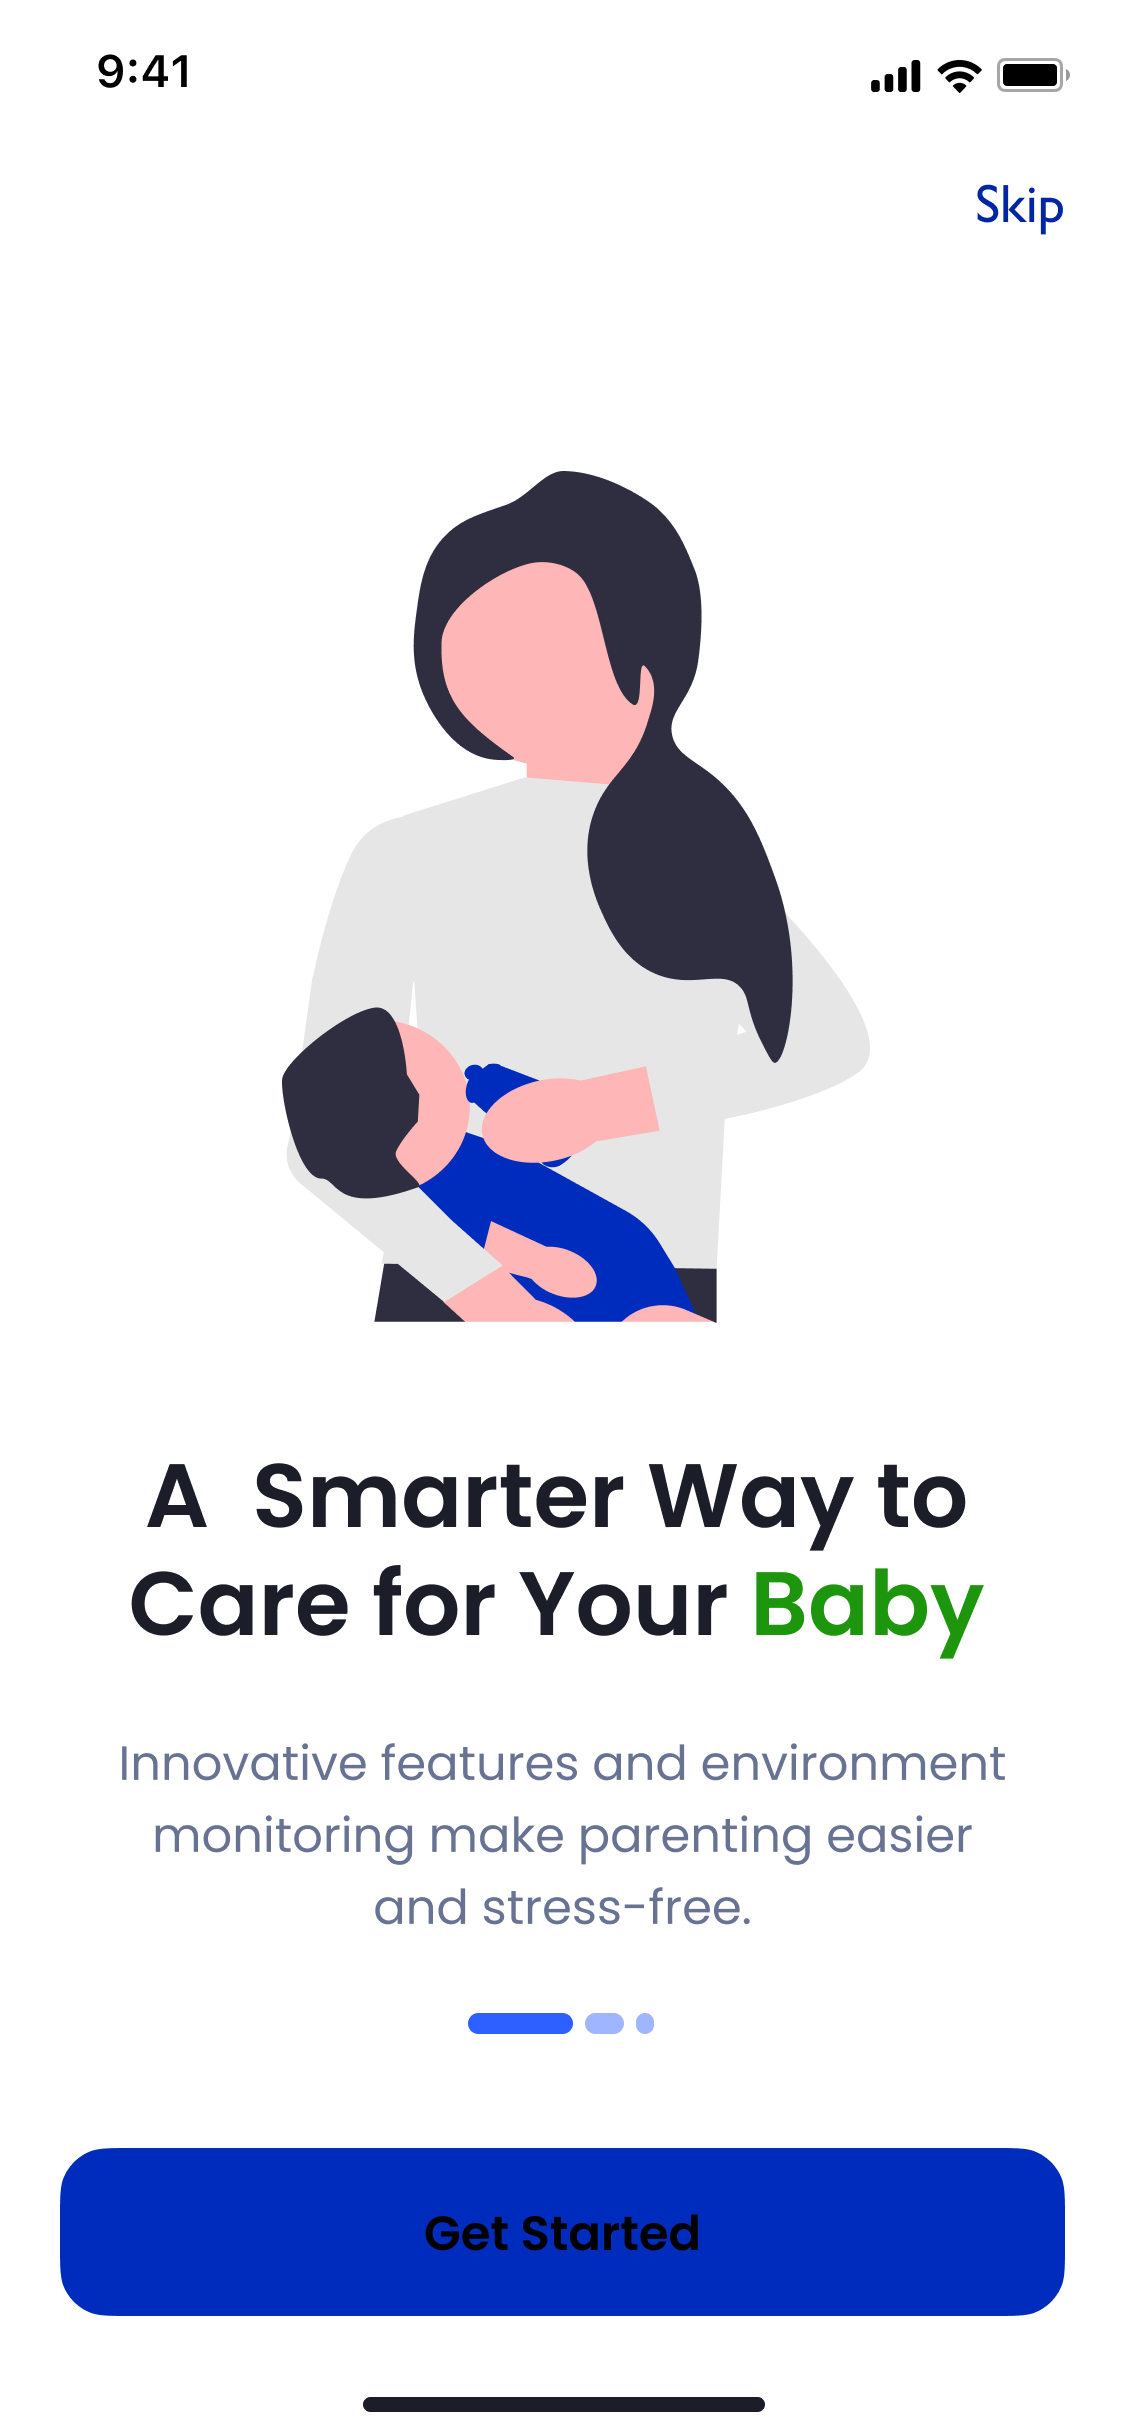 9:41
Skip
A  Smarter Way to
Care for Your Baby
Innovative features and environment
monitoring make parenting easier
and stress-free.
Get Started